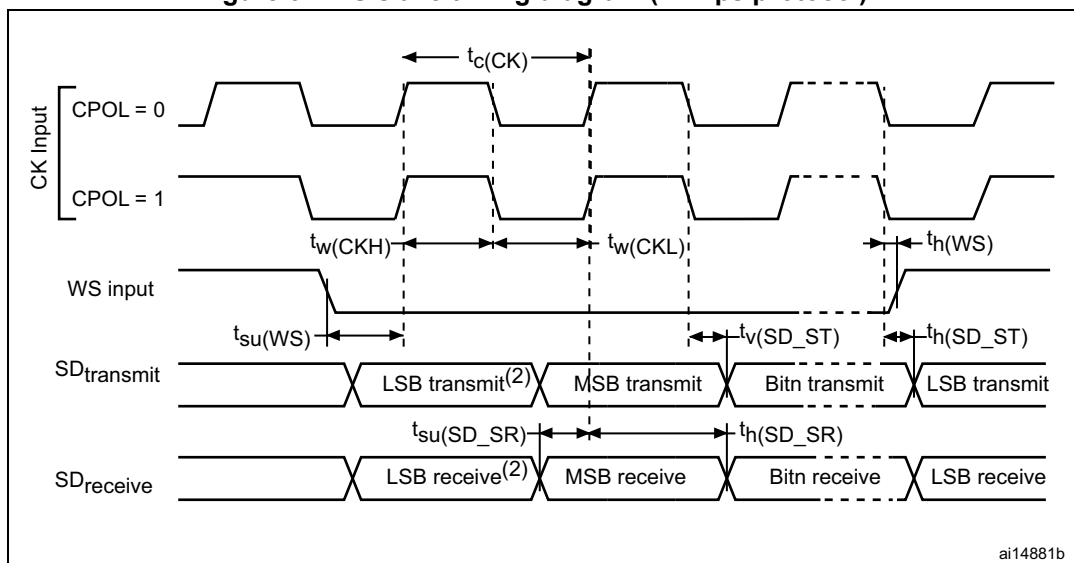 tc(CK)
CK Input
CPOL = 0
CPOL = 1
tw(CKH)
tw(CKL)
th(WS)
WS input
tsu(WS)
tv(SD_ST)
th(SD_ST)
SDtransmit
LSB transmit(2)
MSB transmit
Bitn transmit
LSB transmit
tsu(SD_SR)
th(SD_SR)
SDreceive
LSB receive(2)
MSB receive
Bitn receive
LSB receive
ai14881b